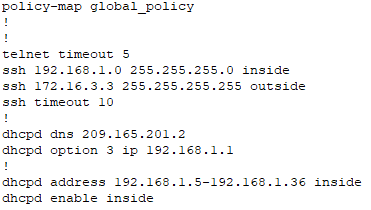 policy-map global_policy
!
!
telnet timeout 5
ssh 192.168.1.0 255.255.255.0 inside
ssh 172.16.3.3 255.255.255.255 outside
ssh timeout 10
!
dhcpd dns 209.165.201.2
dhcpd option 3 ip 192.168.1.1
!
dhcpd address 192.168.1.5-192.168.1.36 inside
dhcpd enable inside